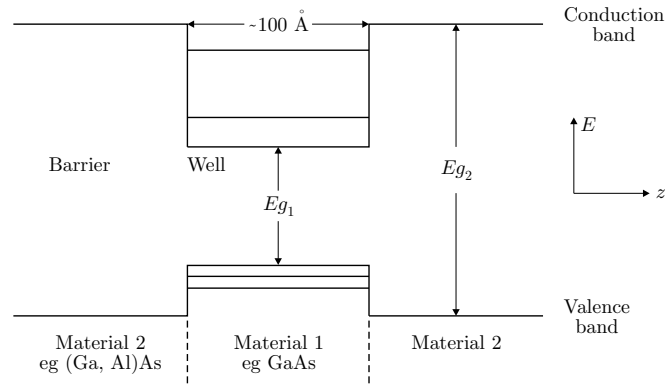 ~100 Å
Conduction
band
E
z
Barrier
Well
Eg₁
Eg₂
Valence
band
Material 2
eg (Ga, Al)As
Material 1
eg GaAs
Material 2